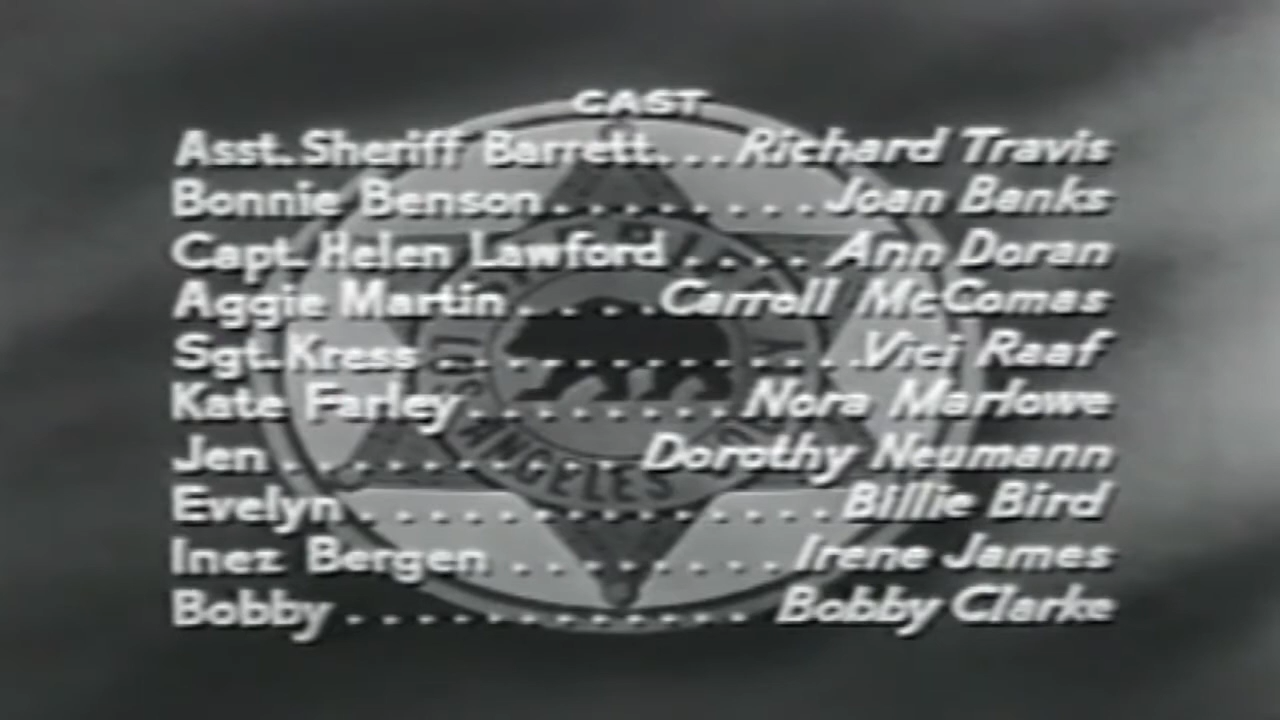 CAST
Asst. Sheriff Barrett....Richard Travis
Bonnie Benson.........Joan Banks
Capt. Helen Lawford....Ann Doran
Aggie Martin.....Carroll McComas
Sgt. Kress...............Vici Raaf
Kate Farley.........Nora Marlowe
Jen............Dorothy Neumann
Evelyn................Billie Bird
Inez Bergen.........Irene James
Bobby..............Bobby Clarke
LOS ANGELES